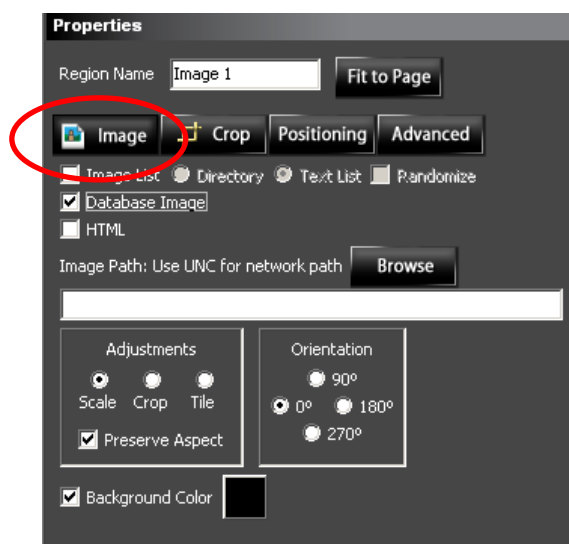 Properties
Region Name Image 1 Fit to Page
Image Crop Positioning Advanced
Image List Directory Text List Randomize
Database Image
HTML
Image Path: Use UNC for network path Browse
Adjustments
Scale Crop Tile
Preserve Aspect
Orientation
90º
0º 180º
270º
Background Color